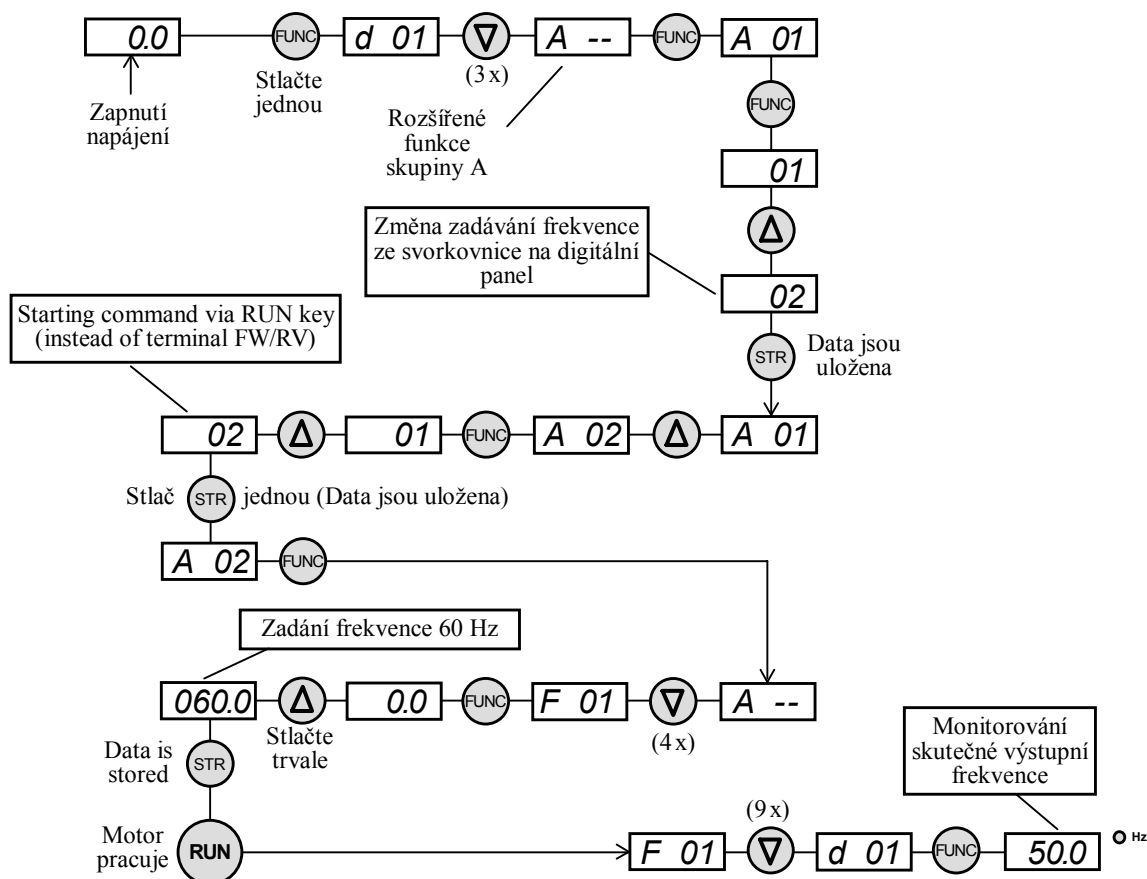 0.0
FUNC
d 01
(3 x)
A --
FUNC
A 01
Zapnutí
napájení
Stlačte
jednou
Rozšířené
funkce
skupiny A
FUNC
01
Změna zadávání frekvence
ze svorkovnice na digitální
panel
02
Starting command via RUN key
(instead of terminal FW/RV)
STR
Data jsou
uložena
02
01
FUNC
A 02
A 01
Stlač
STR
jednou (Data jsou uložena)
A 02
FUNC
Zadání frekvence 60 Hz
060.0
0.0
FUNC
F 01
(4 x)
A --
Stlačte
trvale
Data is
stored
STR
Monitorování
skutečné výstupní
frekvence
Motor
pracuje
RUN
F 01
(9 x)
d 01
FUNC
50.0
Hz